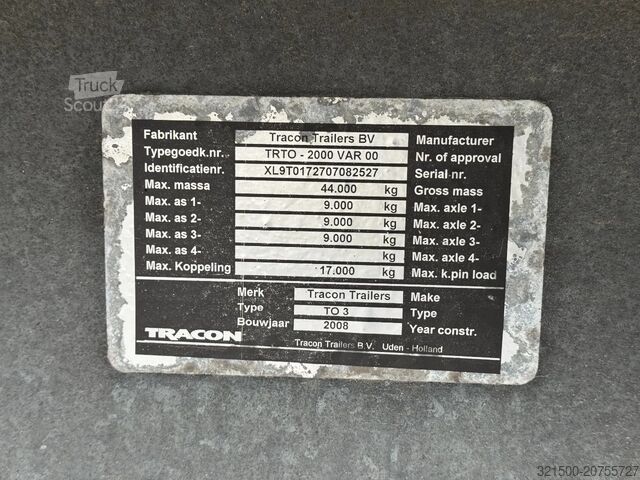 Truck
Scout
Fabrikant Tracon Trailers BV Manufacturer
Typegoedk.nr. TRTO - 2000 VAR 00 Nr. of approval
Identificatienr. XL9T0172707082527 Serial-nr.
Max. massa 44.000 kg Gross mass
Max. as 1- 9.000 kg Max. axle 1-
Max. as 2- 9.000 kg Max. axle 2-
Max. as 3- 9.000 kg Max. axle 3-
Max. as 4- kg Max. axle 4-
Max. Koppeling 17.000 kg Max. k.pin load
Merk Tracon Trailers Make
Type TO 3 Type
Bouwjaar 2008 Year constr.
TRACON Tracon Trailers B.V. Uden - Holland
321500-20755727